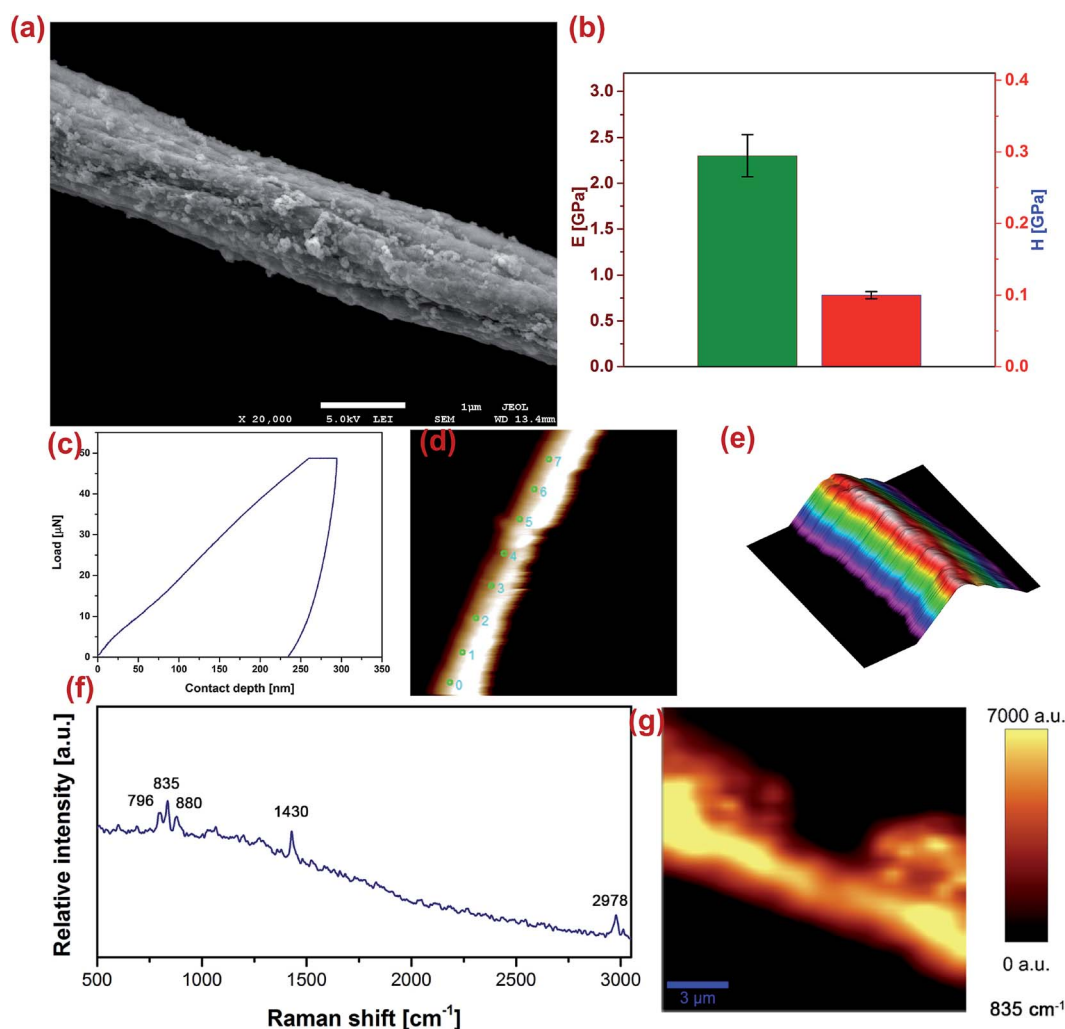 (a)
X 20,000 5.0kV LEI 1µm JEOL SEM WD 13.4mm
(b)
E [GPa]
3.0
2.5
2.0
1.5
1.0
0.5
0.0
0.4
0.3
0.2
0.1
0.0
H [GPa]
(c)
Load [µN]
50
40
30
20
10
0
0 50 100 150 200 250 300 350
Contact depth [nm]
(d)
7
6
5
4
3
2
1
0
(e)
(f)
Relative intensity [a.u.]
796
835
880
1430
2978
500 1000 1500 2000 2500 3000
Raman shift [cm-1]
(g)
3 µm
7000 a.u.
0 a.u.
835 cm-1